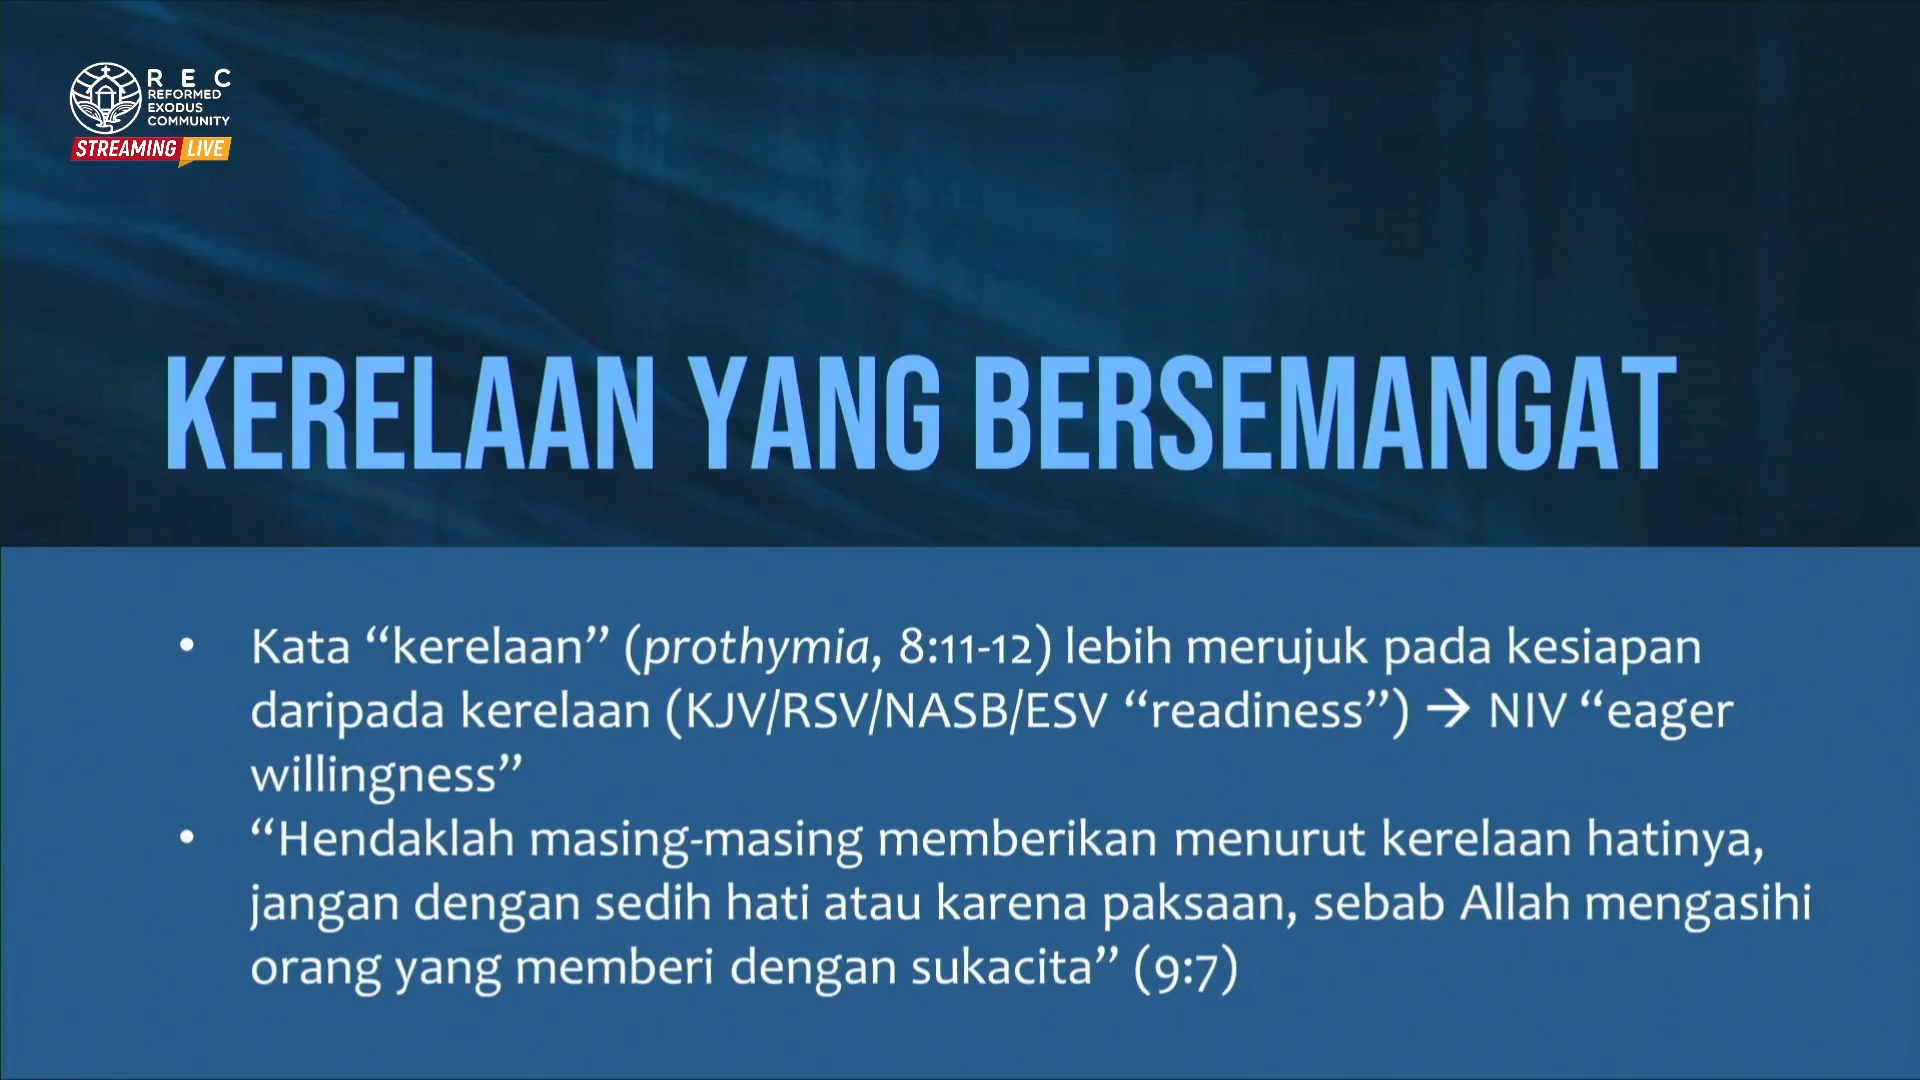 REC
REFORMED
EXODUS
COMMUNITY
STREAMING LIVE
KERELAAN YANG BERSEMANGAT
• Kata “kerelaan” (prothymia, 8:11-12) lebih merujuk pada kesiapan
daripada kerelaan (KJV/RSV/NASB/ESV “readiness”) → NIV “eager
willingness”
• “Hendaklah masing-masing memberikan menurut kerelaan hatinya,
jangan dengan sedih hati atau karena paksaan, sebab Allah mengasihi
orang yang memberi dengan sukacita” (9:7)